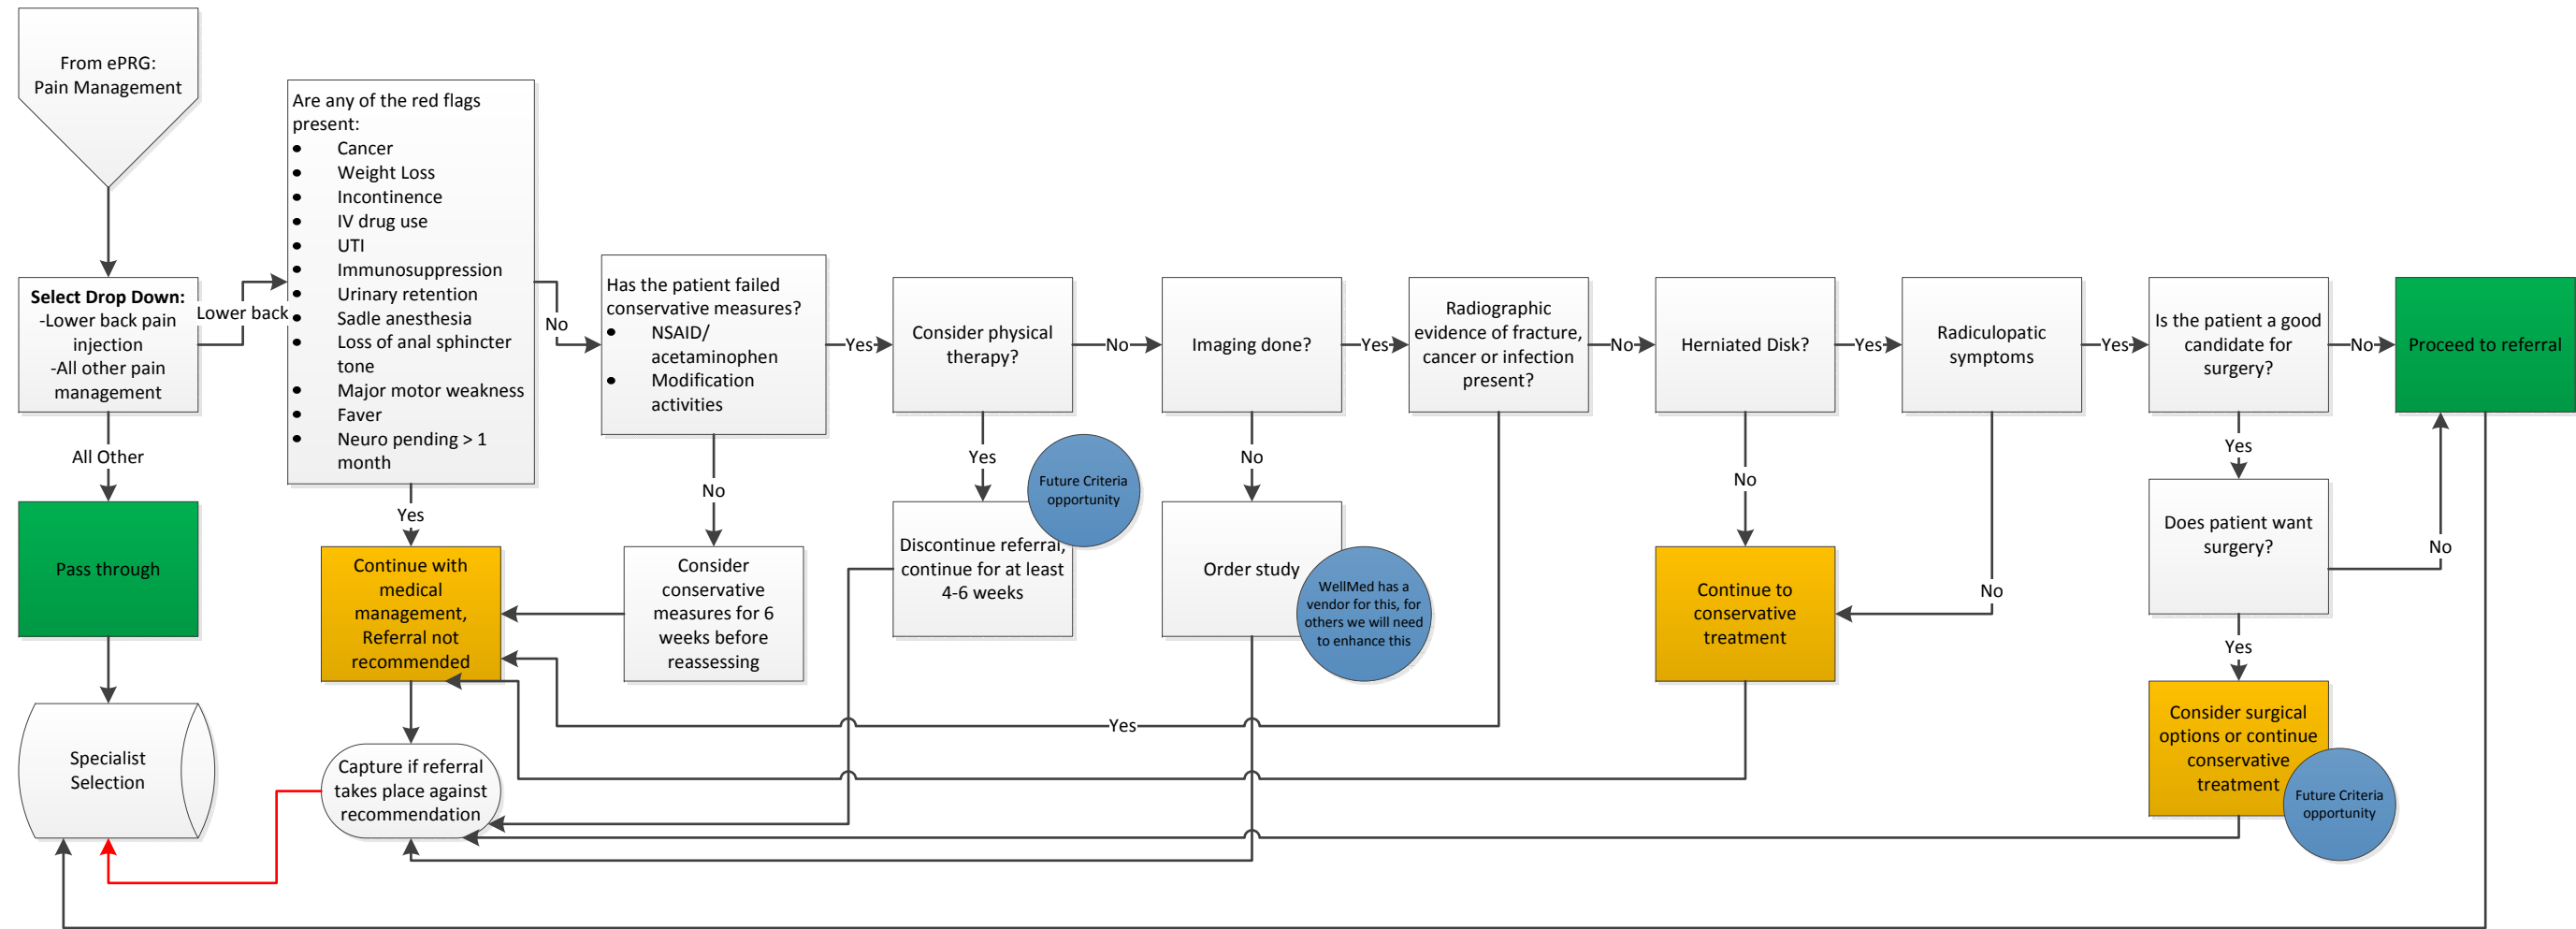 From ePRG:
Pain Management
Select Drop Down:
-Lower back pain
injection
-All other pain
management
Lower back
All Other
Pass through
Specialist
Selection
Are any of the red flags
present:
• Cancer
• Weight Loss
• Incontinence
• IV drug use
• UTI
• Immunosuppression
• Urinary retention
• Sadle anesthesia
• Loss of anal sphincter
tone
• Major motor weakness
• Faver
• Neuro pending > 1
month
No
Yes
Continue with
medical
management,
Referral not
recommended
Capture if referral
takes place against
recommendation
Has the patient failed
conservative measures?
• NSAID/
acetaminophen
• Modification
activities
Yes
No
Consider
conservative
measures for 6
weeks before
reassessing
Consider physical
therapy?
No
Yes
Future Criteria
opportunity
Discontinue referral,
continue for at least
4-6 weeks
Imaging done?
Yes
No
Order study
WellMed has a
vendor for this, for
others we will need
to enhance this
Radiographic
evidence of fracture,
cancer or infection
present?
No
Yes
Herniated Disk?
Yes
No
Continue to
conservative
treatment
Radiculopatic
symptoms
Yes
No
Is the patient a good
candidate for
surgery?
No
Yes
Does patient want
surgery?
No
Yes
Consider surgical
options or continue
conservative
treatment
Future Criteria
opportunity
Proceed to referral